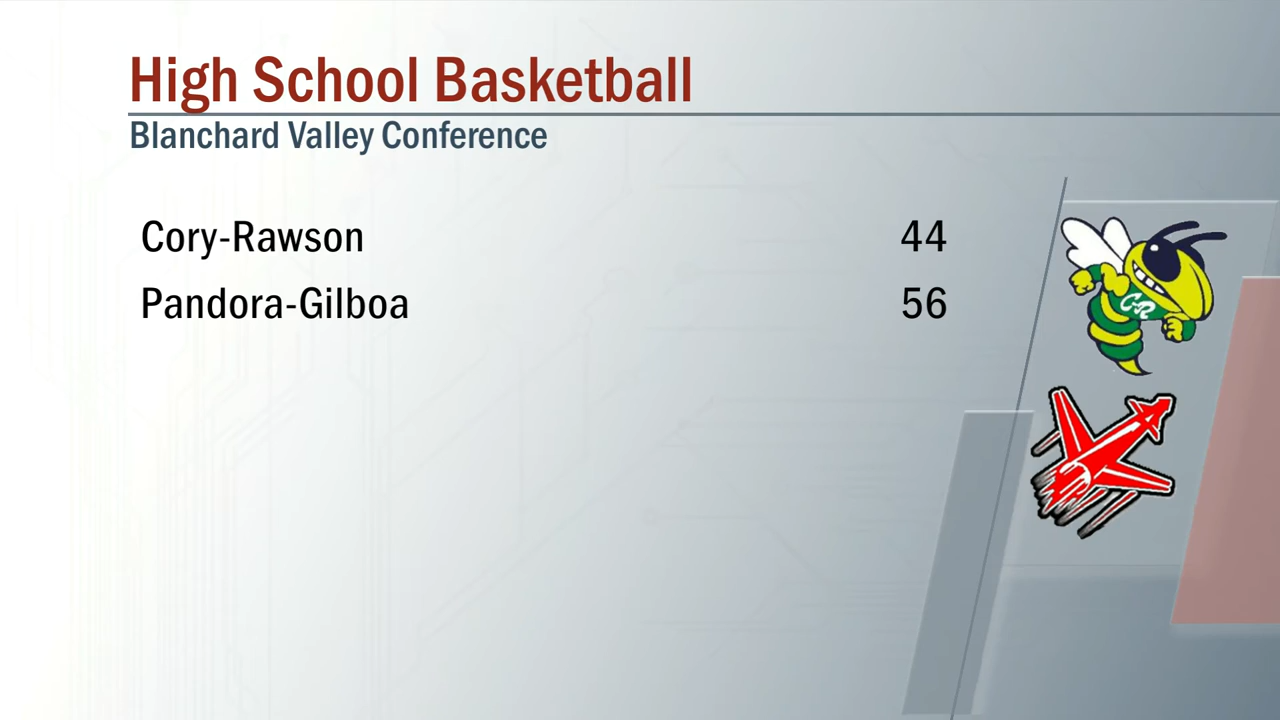 High School Basketball
Blanchard Valley Conference
Cory-Rawson 44
Pandora-Gilboa 56
C-R